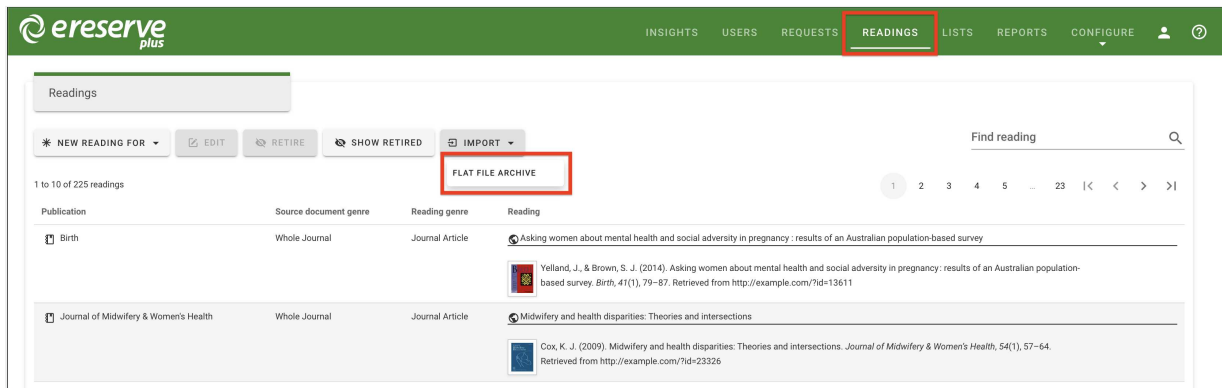 ereserve plus
INSIGHTS USERS REQUESTS READINGS LISTS REPORTS CONFIGURE
Readings
NEW READING FOR EDIT RETIRE SHOW RETIRED IMPORT Find reading
FLAT FILE ARCHIVE
1 to 10 of 225 readings 1 2 3 4 5 ... 23
Publication Source document genre Reading genre Reading
Birth Whole Journal Journal Article Asking women about mental health and social adversity in pregnancy : results of an Australian population-based survey
Yelland, J., & Brown, S. J. (2014). Asking women about mental health and social adversity in pregnancy: results of an Australian population-
based survey. Birth, 41(1), 79–87. Retrieved from http://example.com/?id=13611
Journal of Midwifery & Women's Health Whole Journal Journal Article Midwifery and health disparities: Theories and intersections
Cox, K. J. (2009). Midwifery and health disparities: Theories and intersections. Journal of Midwifery & Women's Health, 54(1), 57–64.
Retrieved from http://example.com/?id=23326